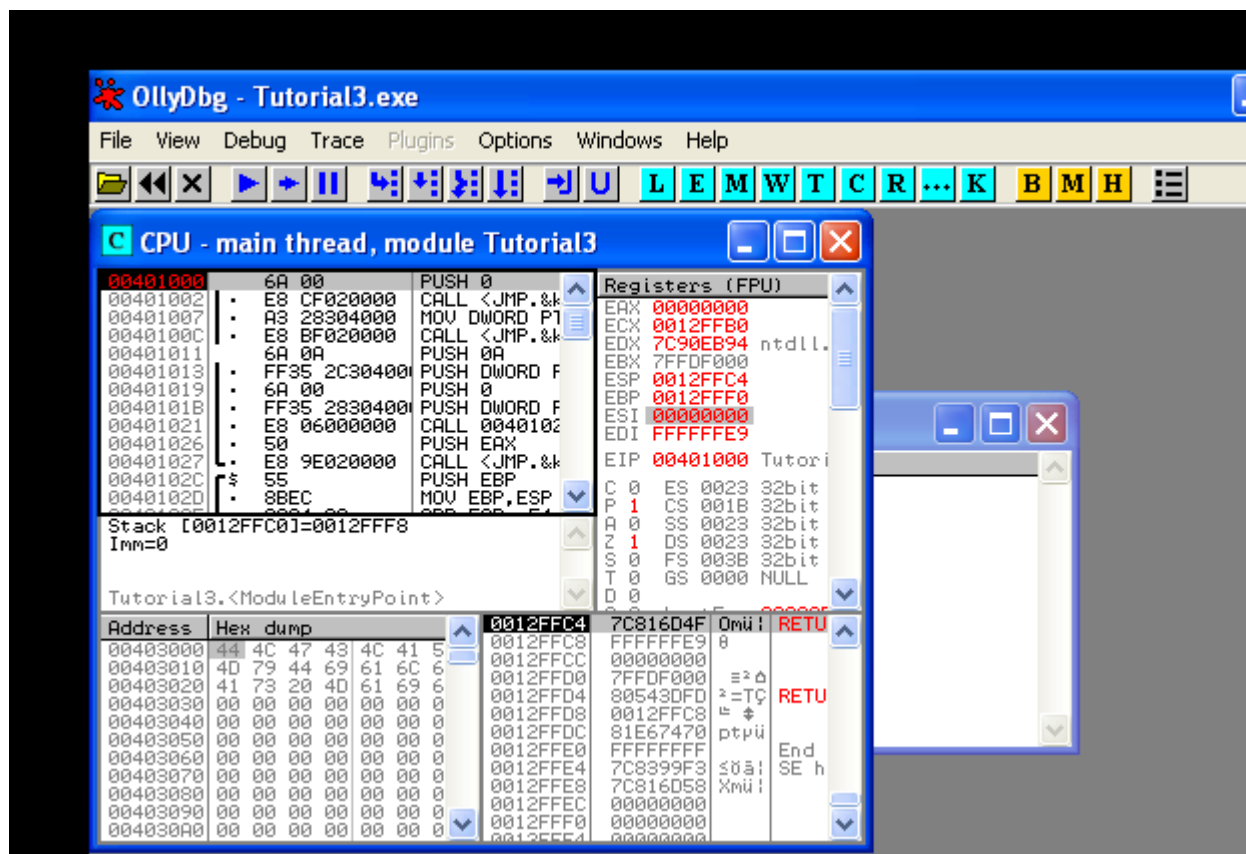 OllyDbg - Tutorial3.exe
File View Debug Trace Plugins Options Windows Help
L E M W T C R ... K B M H
C CPU - main thread, module Tutorial3
00401000 6A 00 PUSH 0
00401002 . E8 CF020000 CALL <JMP.&k
00401007 . A3 28304000 MOV DWORD PT
0040100C . E8 BF020000 CALL <JMP.&k
00401011 6A 0A PUSH 0A
00401013 . FF35 2C304000 PUSH DWORD P
00401019 . 6A 00 PUSH 0
0040101B . FF35 28304000 PUSH DWORD P
00401021 . E8 06000000 CALL 0040102
00401026 . 50 PUSH EAX
00401027 . E8 9E020000 CALL <JMP.&k
0040102C $ 55 PUSH EBP
0040102D . 8BEC MOV EBP,ESP
Stack [0012FFC0]=0012FFF8
Imm=0
Tutorial3.<ModuleEntryPoint>
Registers (FPU)
EAX 00000000
ECX 0012FFB0
EDX 7C90EB94 ntdll.
EBX 7FFDF000
ESP 0012FFC4
EBP 0012FFF0
ESI 00000000
EDI FFFFFFE9
EIP 00401000 Tutori
C 0 ES 0023 32bit
P 1 CS 001B 32bit
A 0 SS 0023 32bit
Z 1 DS 0023 32bit
S 0 FS 003B 32bit
T 0 GS 0000 NULL
D 0
Address Hex dump
00403000 44 4C 47 43 4C 41 5
00403010 4D 79 44 69 61 6C 6
00403020 41 73 20 4D 61 69 6
00403030 00 00 00 00 00 00 0
00403040 00 00 00 00 00 00 0
00403050 00 00 00 00 00 00 0
00403060 00 00 00 00 00 00 0
00403070 00 00 00 00 00 00 0
00403080 00 00 00 00 00 00 0
00403090 00 00 00 00 00 00 0
004030A0 00 00 00 00 00 00 0
0012FFC4 7C816D4F Omü¦ RETU
0012FFC8 FFFFFFE9 θ
0012FFCC 00000000
0012FFD0 7FFDF000 ≡²⌂
0012FFD4 80543DFD ²=TÇ RETU
0012FFD8 0012FFC8 ╚ ↕
0012FFDC 81E67470 ptµü
0012FFE0 FFFFFFFF End
0012FFE4 7C8399F3 ≤öâ¦ SE h
0012FFE8 7C816D58 Xmü¦
0012FFEC 00000000
0012FFF0 00000000